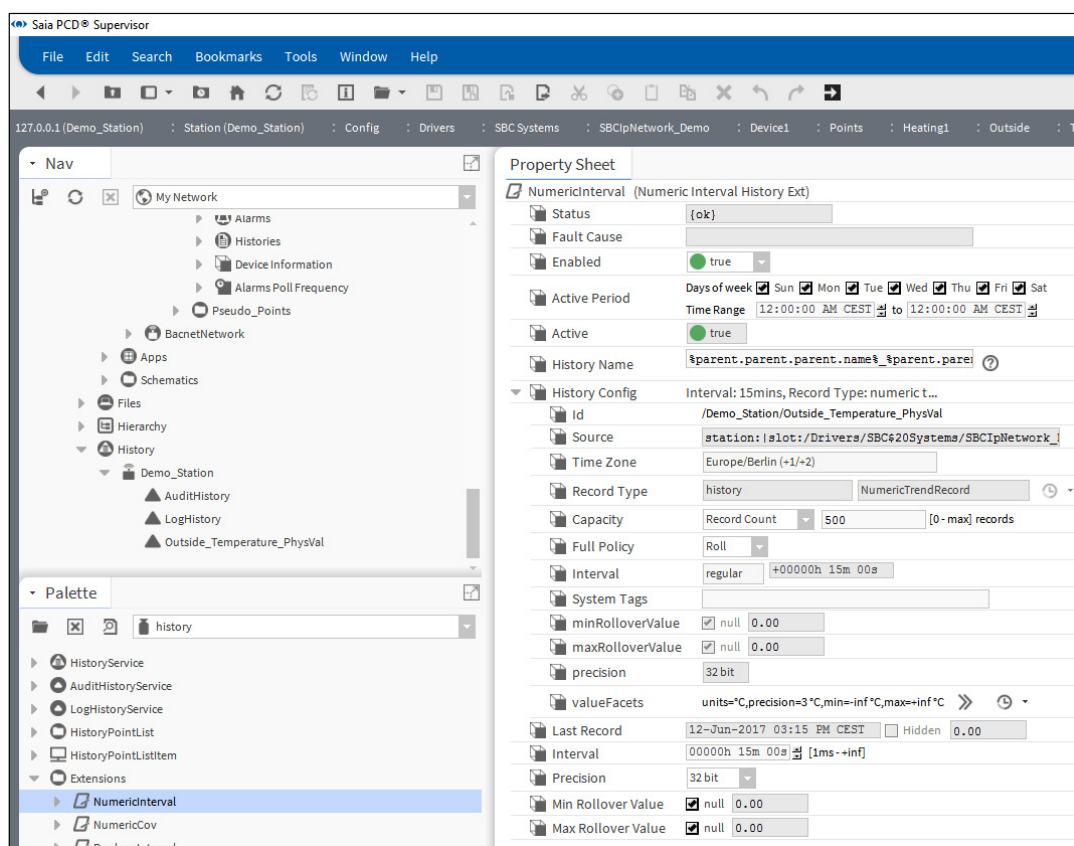 Saia PCD® Supervisor
File Edit Search Bookmarks Tools Window Help
127.0.0.1 (Demo_Station) : Station (Demo_Station) : Config : Drivers : SBC Systems : SBCIpNetwork_Demo : Device1 : Points : Heating1 : Outside :
Nav
My Network
Alarms
Histories
Device Information
Alarms Poll Frequency
Pseudo_Points
BacnetNetwork
Apps
Schematics
Files
Hierarchy
History
Demo_Station
AuditHistory
LogHistory
Outside_Temperature_PhysVal
Palette
history
HistoryService
AuditHistoryService
LogHistoryService
HistoryPointList
HistoryPointListItem
Extensions
NumericInterval
NumericCov
Property Sheet
NumericInterval (Numeric Interval History Ext)
Status {ok}
Fault Cause
Enabled true
Active Period Days of week Sun Mon Tue Wed Thu Fri Sat
Time Range 12:00:00 AM CEST to 12:00:00 AM CEST
Active true
History Name %parent.parent.parent.name%_%parent.pare
History Config Interval: 15mins, Record Type: numeric t...
Id /Demo_Station/Outside_Temperature_PhysVal
Source station:|slot:/Drivers/SBC$20Systems/SBCIpNetwork_
Time Zone Europe/Berlin (+1/+2)
Record Type history NumericTrendRecord
Capacity Record Count 500 [0 - max] records
Full Policy Roll
Interval regular +00000h 15m 00s
System Tags
minRolloverValue null 0.00
maxRolloverValue null 0.00
precision 32 bit
valueFacets units=°C,precision=3 °C,min=-inf °C,max=+inf °C
Last Record 12-Jun-2017 03:15 PM CEST Hidden 0.00
Interval 00000h 15m 00s [1ms - +inf]
Precision 32 bit
Min Rollover Value null 0.00
Max Rollover Value null 0.00